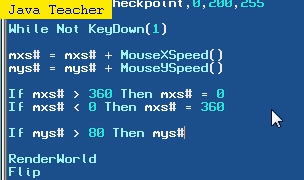 Java Teacher
heckpoint,0,200,255
While Not KeyDown(1)
mxs# = mxs# + MouseXSpeed()
mys# = mys# + MouseYSpeed()
If mxs# > 360 Then mxs# = 0
If mxs# < 0 Then mxs# = 360
If mys# > 80 Then mys#
RenderWorld
Flip